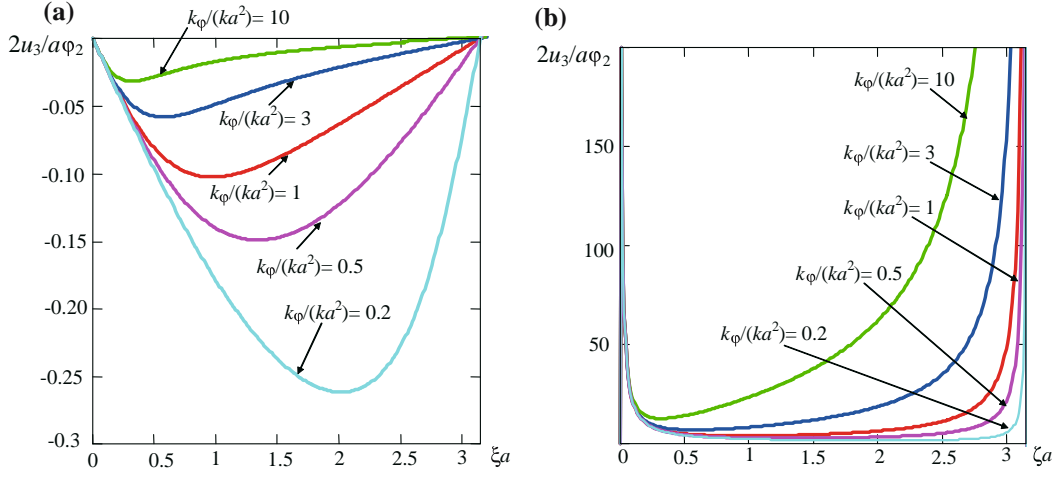 (a)
kφ/(ka²)= 10
2u₃/aφ₂
-0.05
kφ/(ka²)= 3
-0.10
kφ/(ka²)= 1
-0.15
kφ/(ka²)= 0.5
-0.20
kφ/(ka²)= 0.2
-0.25
-0.3
0 0.5 1 1.5 2 2.5 3 ξa
(b)
2u₃/aφ₂
kφ/(ka²)= 10
150
kφ/(ka²)= 3
kφ/(ka²)= 1
100
kφ/(ka²)= 0.5
kφ/(ka²)= 0.2
50
0 0.5 1 1.5 2 2.5 3 ζa